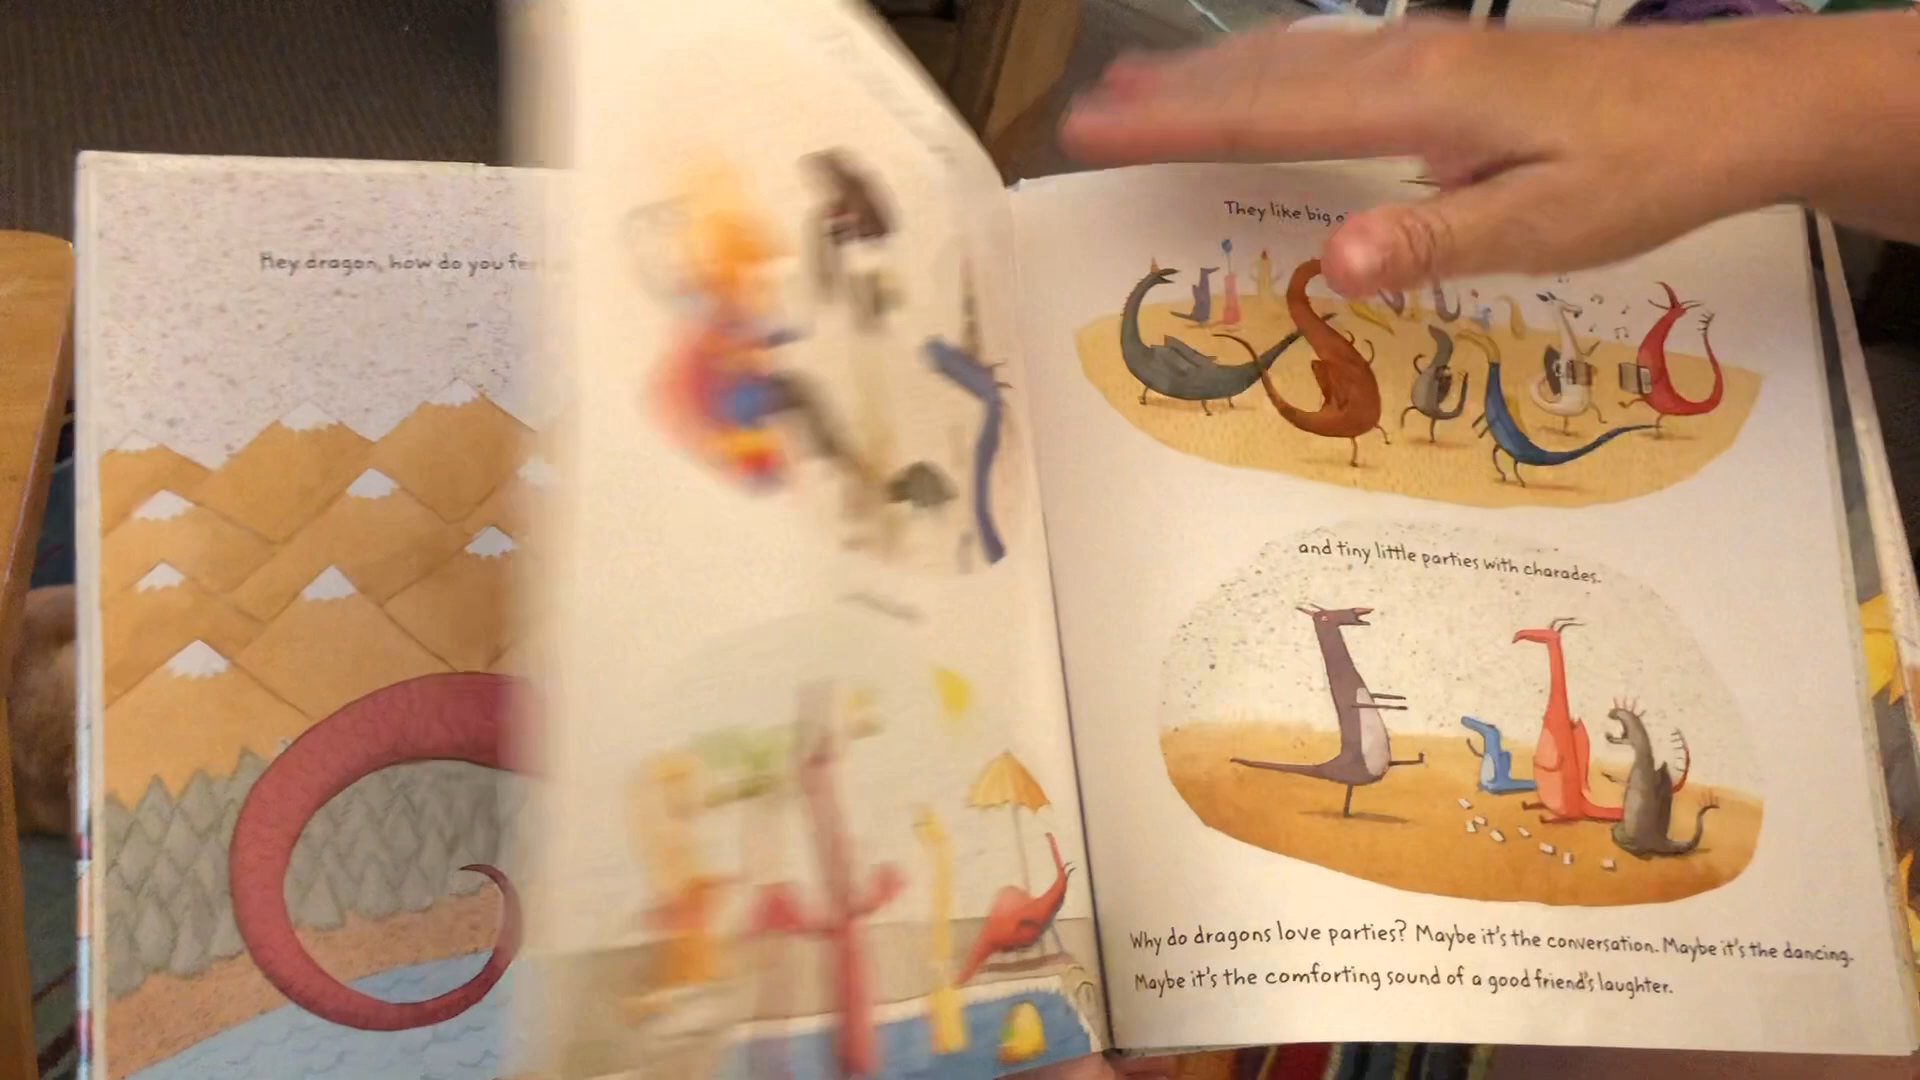 Hey dragon, how do you fee
They like big
and tiny little parties with charades.
Why do dragons love parties? Maybe it's the conversation. Maybe it's the dancing.
Maybe it's the comforting sound of a good friend's laughter.